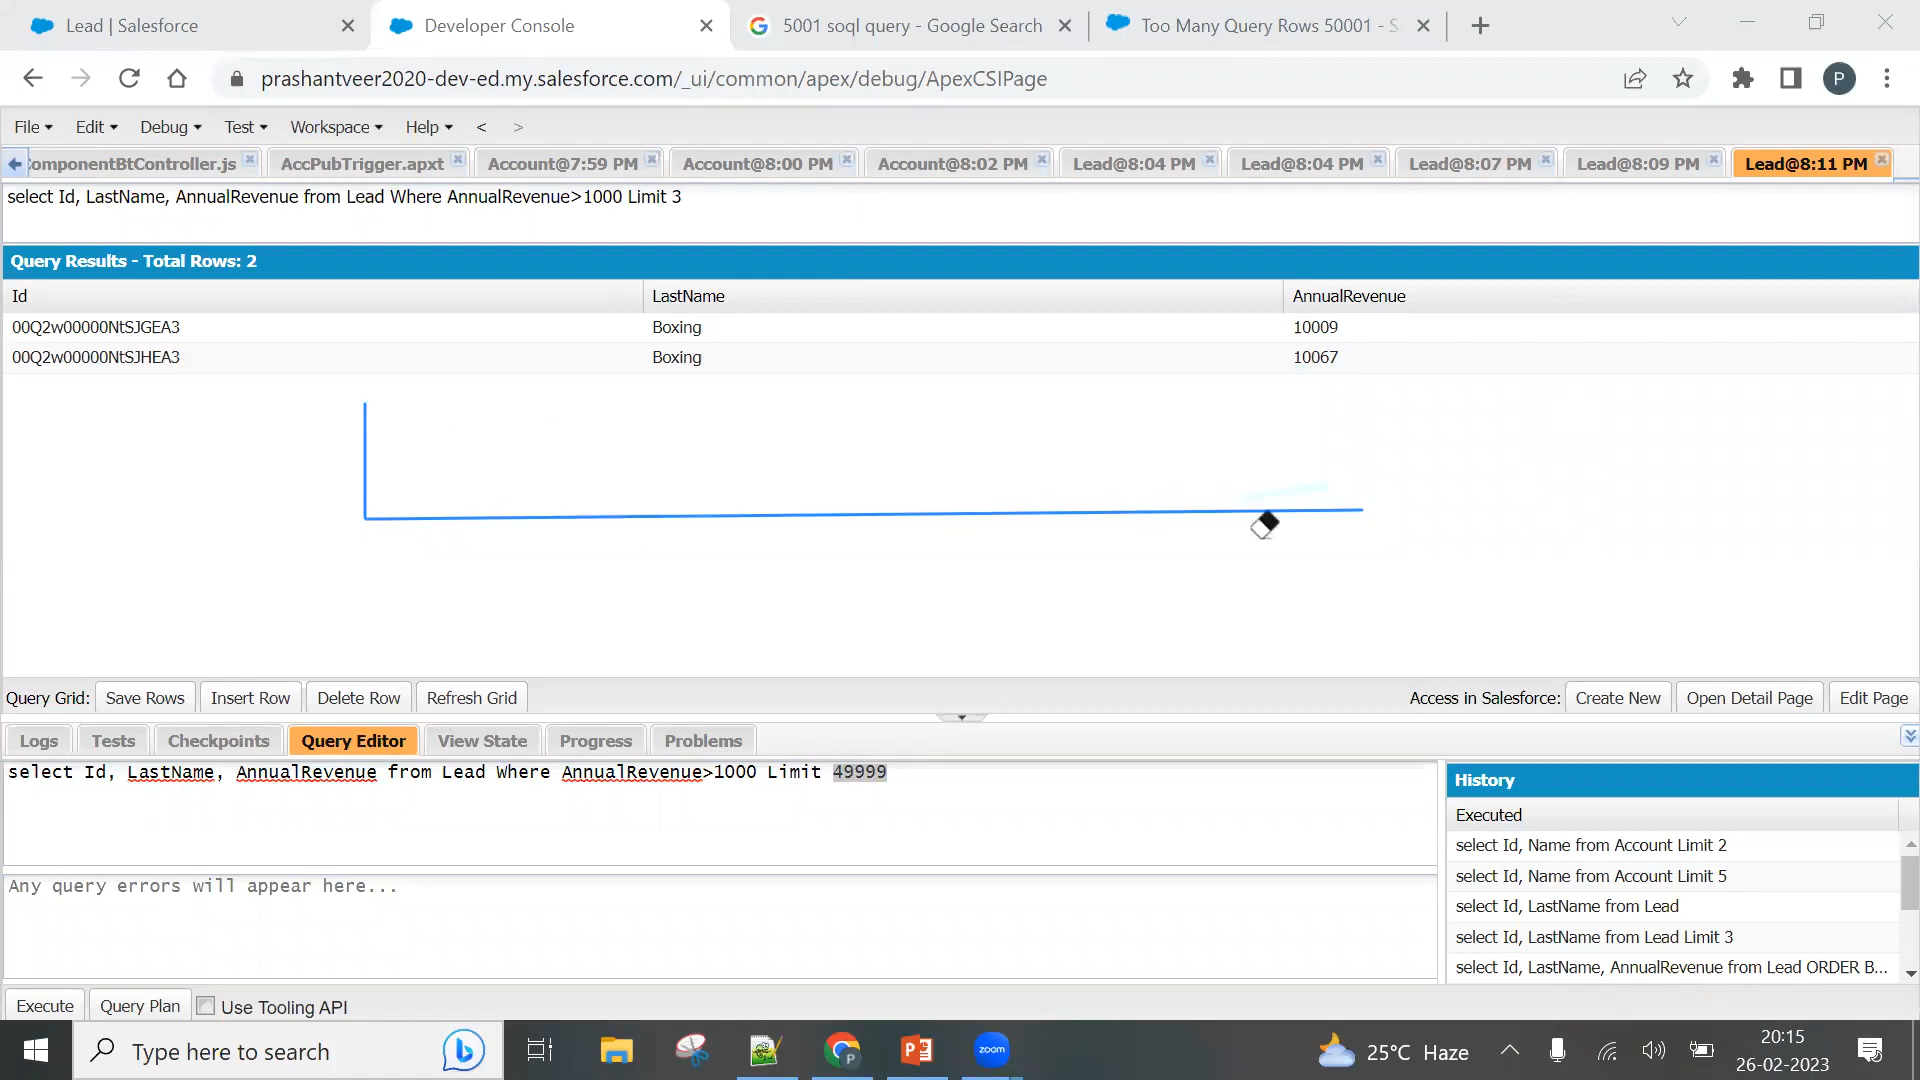 Lead | Salesforce
Developer Console
5001 soql query - Google Search
Too Many Query Rows 50001 - S
prashantveer2020-dev-ed.my.salesforce.com/_ui/common/apex/debug/ApexCSIPage
P
File Edit Debug Test Workspace Help < >
omponentBtController.js AccPubTrigger.apxt Account@7:59 PM Account@8:00 PM Account@8:02 PM Lead@8:04 PM Lead@8:04 PM Lead@8:07 PM Lead@8:09 PM Lead@8:11 PM
select Id, LastName, AnnualRevenue from Lead Where AnnualRevenue>1000 Limit 3
Query Results - Total Rows: 2
Id LastName AnnualRevenue
00Q2w00000NtSJGEA3 Boxing 10009
00Q2w00000NtSJHEA3 Boxing 10067
Query Grid: Save Rows Insert Row Delete Row Refresh Grid Access in Salesforce: Create New Open Detail Page Edit Page
Logs Tests Checkpoints Query Editor View State Progress Problems
select Id, LastName, AnnualRevenue from Lead Where AnnualRevenue>1000 Limit 49999
Any query errors will appear here...
History
Executed
select Id, Name from Account Limit 2
select Id, Name from Account Limit 5
select Id, LastName from Lead
select Id, LastName from Lead Limit 3
select Id, LastName, AnnualRevenue from Lead ORDER B...
Execute Query Plan Use Tooling API
Type here to search
zoom
25°C Haze
20:15
26-02-2023